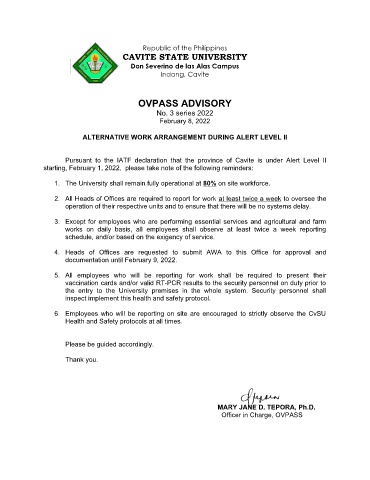 Republic of the Philippines
CAVITE STATE UNIVERSITY
Don Severino de las Alas Campus
Indang, Cavite
OVPASS ADVISORY
No. 3 series 2022
February 8, 2022
ALTERNATIVE WORK ARRANGEMENT DURING ALERT LEVEL II
Pursuant to the IATF declaration that the province of Cavite is under Alert Level II
starting, February 1, 2022, please take note of the following reminders:
1. The University shall remain fully operational at 80% on site workforce.
2. All Heads of Offices are required to report for work at least twice a week to oversee the
operation of their respective units and to ensure that there will be no systems delay.
3. Except for employees who are performing essential services and agricultural and farm
works on daily basis, all employees shall observe at least twice a week reporting
schedule, and/or based on the exigency of service.
4. Heads of Offices are requested to submit AWA to this Office for approval and
documentation until February 9, 2022.
5. All employees who will be reporting for work shall be required to present their
vaccination cards and/or valid RT-PCR results to the security personnel on duty prior to
the entry to the University premises in the whole system. Security personnel shall
inspect implement this health and safety protocol.
6. Employees who will be reporting on site are encouraged to strictly observe the CvSU
Health and Safety protocols at all times.
Please be guided accordingly.
Thank you.
MARY JANE D. TEPORA, Ph.D.
Officer in Charge, OVPASS